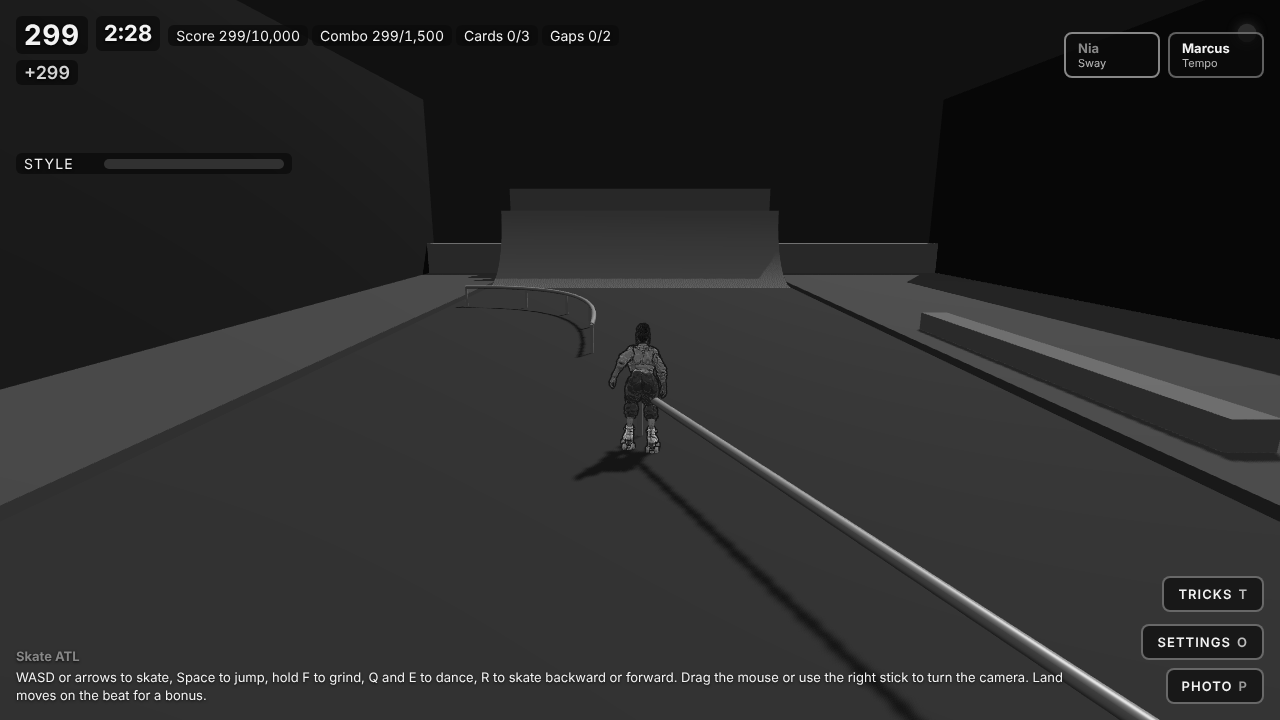 299 2:28 Score 299/10,000 Combo 299/1,500 Cards 0/3 Gaps 0/2
+299
Nia
Sway
Marcus
Tempo
STYLE
TRICKS T
SETTINGS O
PHOTO P
Skate ATL
WASD or arrows to skate, Space to jump, hold F to grind, Q and E to dance, R to skate backward or forward. Drag the mouse or use the right stick to turn the camera. Land
moves on the beat for a bonus.